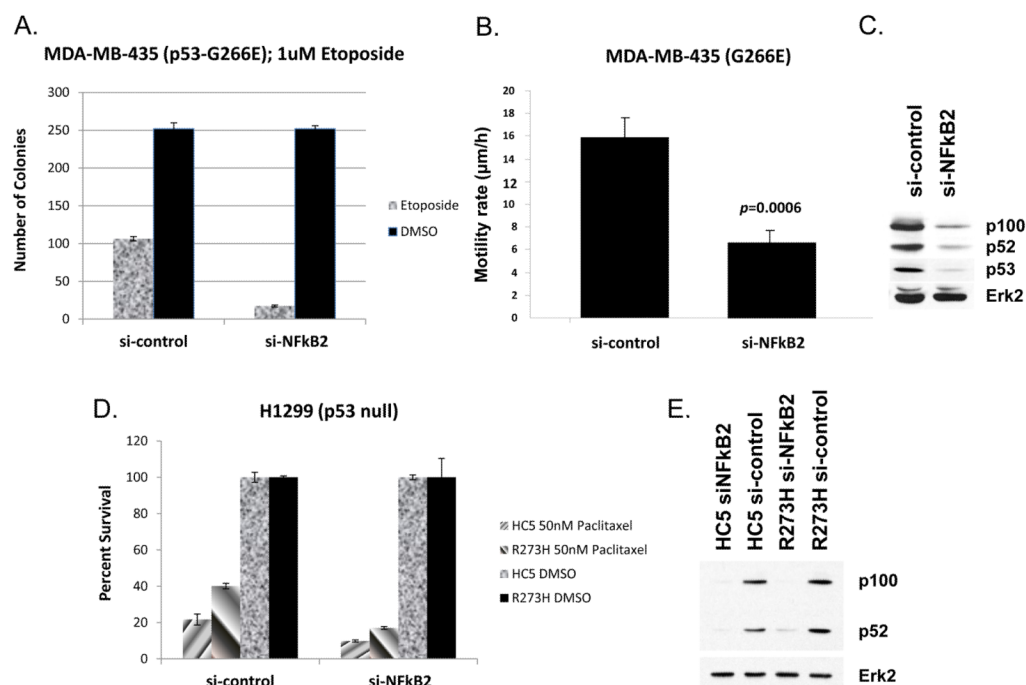 A.
MDA-MB-435 (p53-G266E); 1uM Etoposide
Number of Colonies
300
250
200
150
100
50
0
si-control
si-NFkB2
Etoposide
DMSO
B.
MDA-MB-435 (G266E)
Motility rate (µm/h)
20
18
16
14
12
10
8
6
4
2
0
p=0.0006
si-control
si-NFkB2
C.
si-control
si-NFkB2
p100
p52
p53
Erk2
D.
H1299 (p53 null)
Percent Survival
120
100
80
60
40
20
0
si-control
si-NFkB2
HC5 50nM Paclitaxel
R273H 50nM Paclitaxel
HC5 DMSO
R273H DMSO
E.
HC5 siNFkB2
HC5 si-control
R273H si-NFkB2
R273H si-control
p100
p52
Erk2